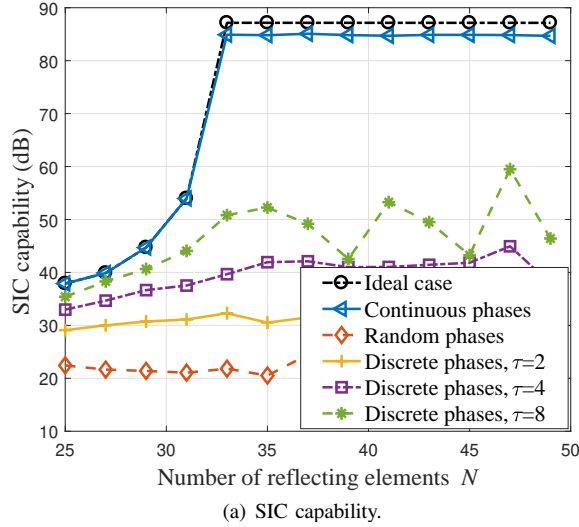 90
80
70
60
50
40
30
20
10
SIC capability (dB)
Ideal case
Continuous phases
Random phases
Discrete phases, τ=2
Discrete phases, τ=4
Discrete phases, τ=8
25 30 35 40 45 50
Number of reflecting elements N
(a) SIC capability.